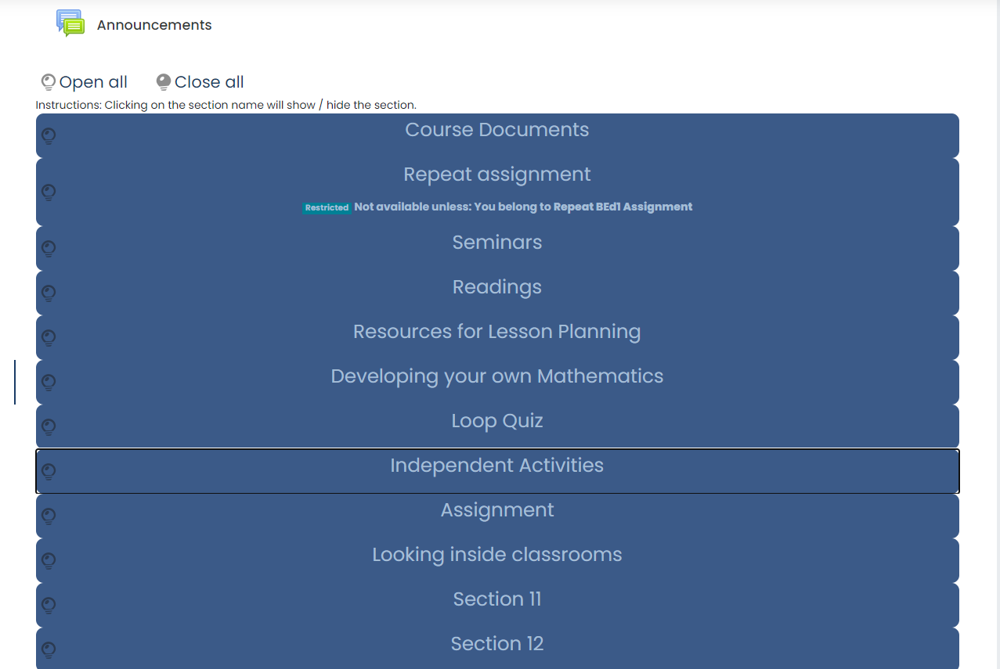 Announcements
Open all Close all
Instructions: Clicking on the section name will show / hide the section.
Course Documents
Repeat assignment
Restricted Not available unless: You belong to Repeat BEd1 Assignment
Seminars
Readings
Resources for Lesson Planning
Developing your own Mathematics
Loop Quiz
Independent Activities
Assignment
Looking inside classrooms
Section 11
Section 12